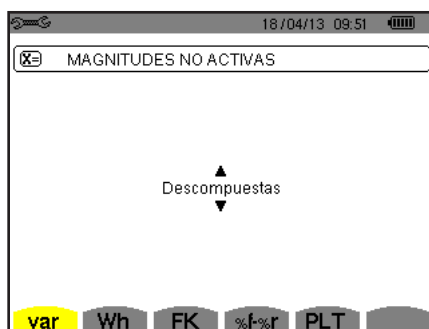 18/04/13 09:51
X= MAGNITUDES NO ACTIVAS
Descompuestas
var Wh FK %f-%r PLT